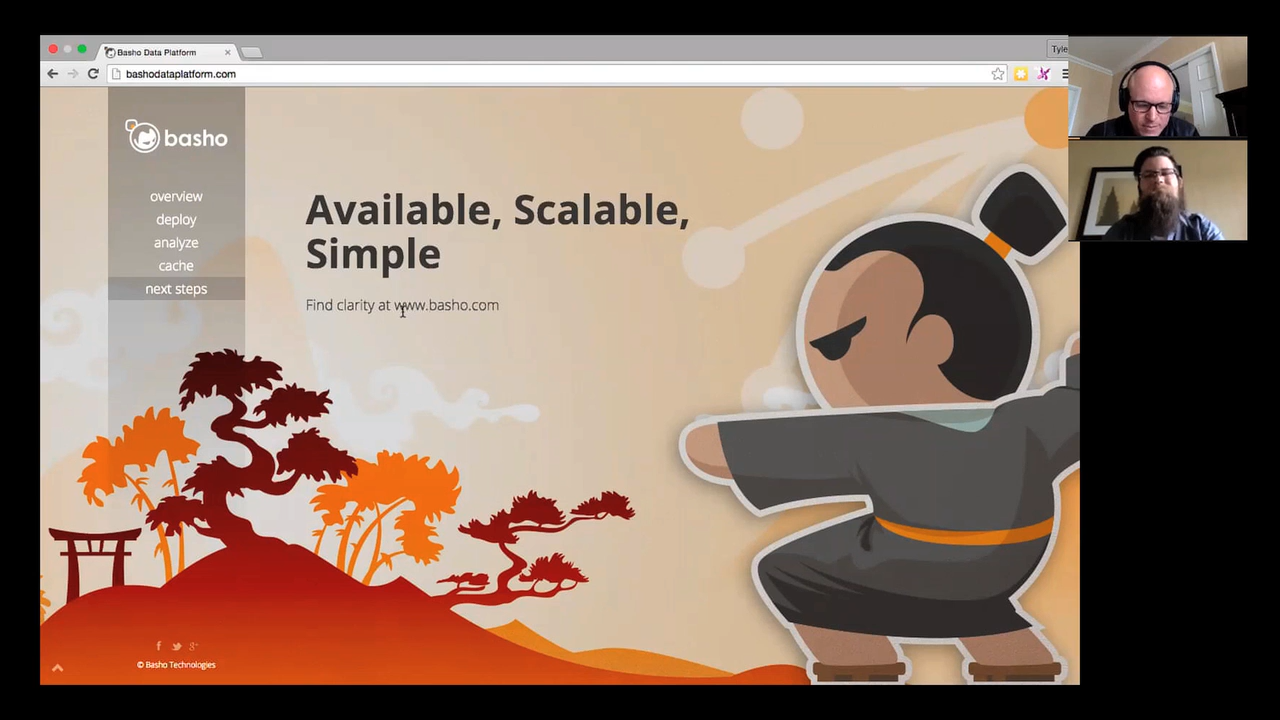 Basho Data Platform
Tyle
bashodataplatform.com
basho
overview
deploy
analyze
cache
next steps
Available, Scalable,
Simple
Find clarity at www.basho.com
© Basho Technologies